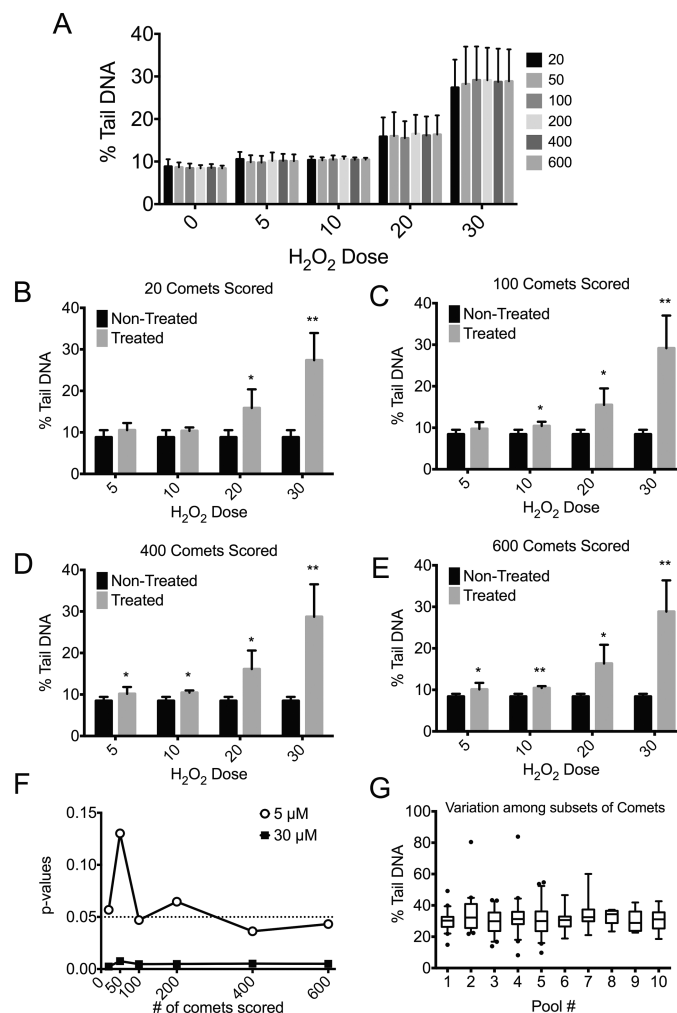 A
% Tail DNA
40
30
20
10
0
0
5
10
20
30
H2O2 Dose
20
50
100
200
400
600
B
20 Comets Scored
Non-Treated
Treated
% Tail DNA
40
30
20
10
0
*
**
5
10
20
30
H2O2 Dose
C
100 Comets Scored
Non-Treated
Treated
% Tail DNA
40
30
20
10
0
*
*
**
5
10
20
30
H2O2 Dose
D
400 Comets Scored
Non-Treated
Treated
% Tail DNA
40
30
20
10
0
*
*
*
**
5
10
20
30
H2O2 Dose
E
600 Comets Scored
Non-Treated
Treated
% Tail DNA
40
30
20
10
0
*
**
*
**
5
10
20
30
H2O2 Dose
F
5 µM
30 µM
p-values
0.15
0.10
0.05
0.00
0
50
100
200
400
600
# of comets scored
G
Variation among subsets of Comets
% Tail DNA
100
80
60
40
20
0
1 2 3 4 5 6 7 8 9 10
Pool #